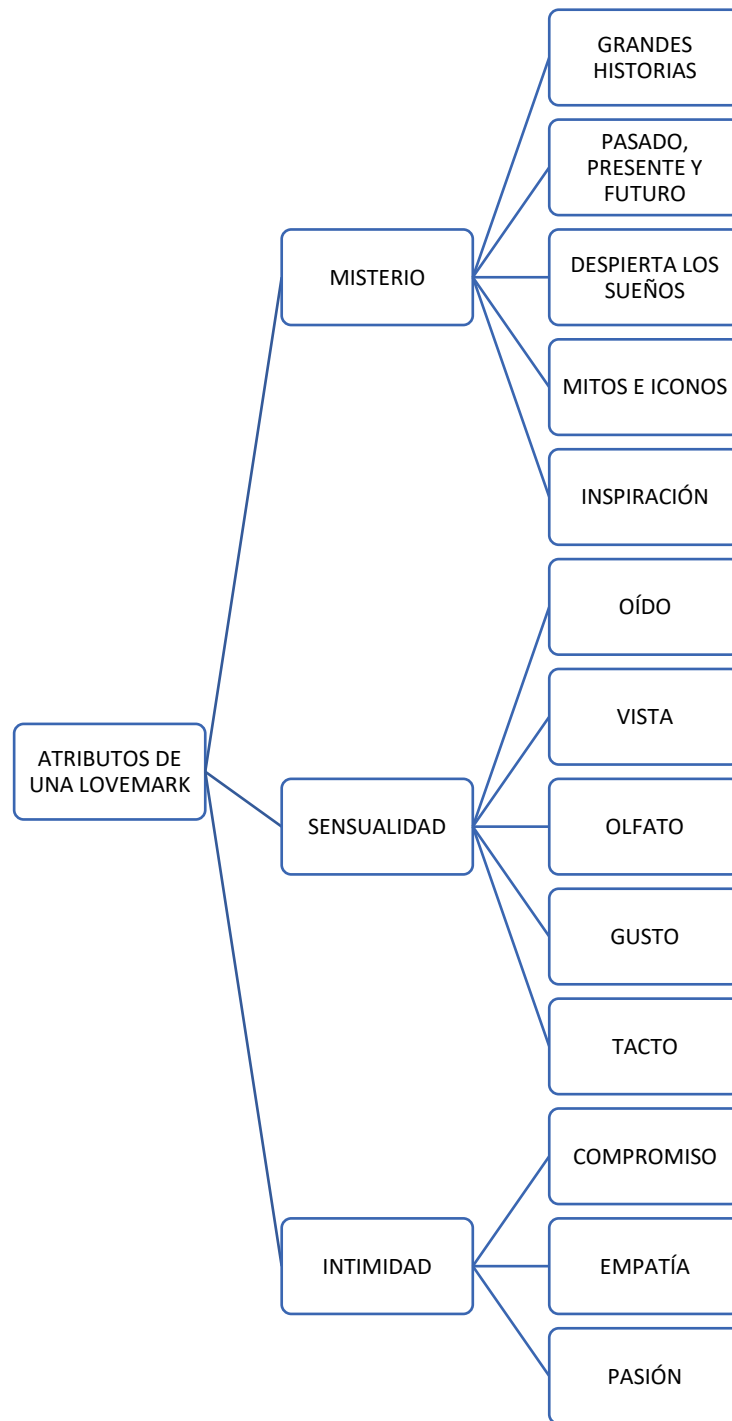 GRANDES
HISTORIAS
PASADO,
PRESENTE Y
FUTURO
MISTERIO
DESPIERTA LOS
SUEÑOS
MITOS E ICONOS
INSPIRACIÓN
OÍDO
VISTA
ATRIBUTOS DE
UNA LOVEMARK
SENSUALIDAD
OLFATO
GUSTO
TACTO
COMPROMISO
INTIMIDAD
EMPATÍA
PASIÓN